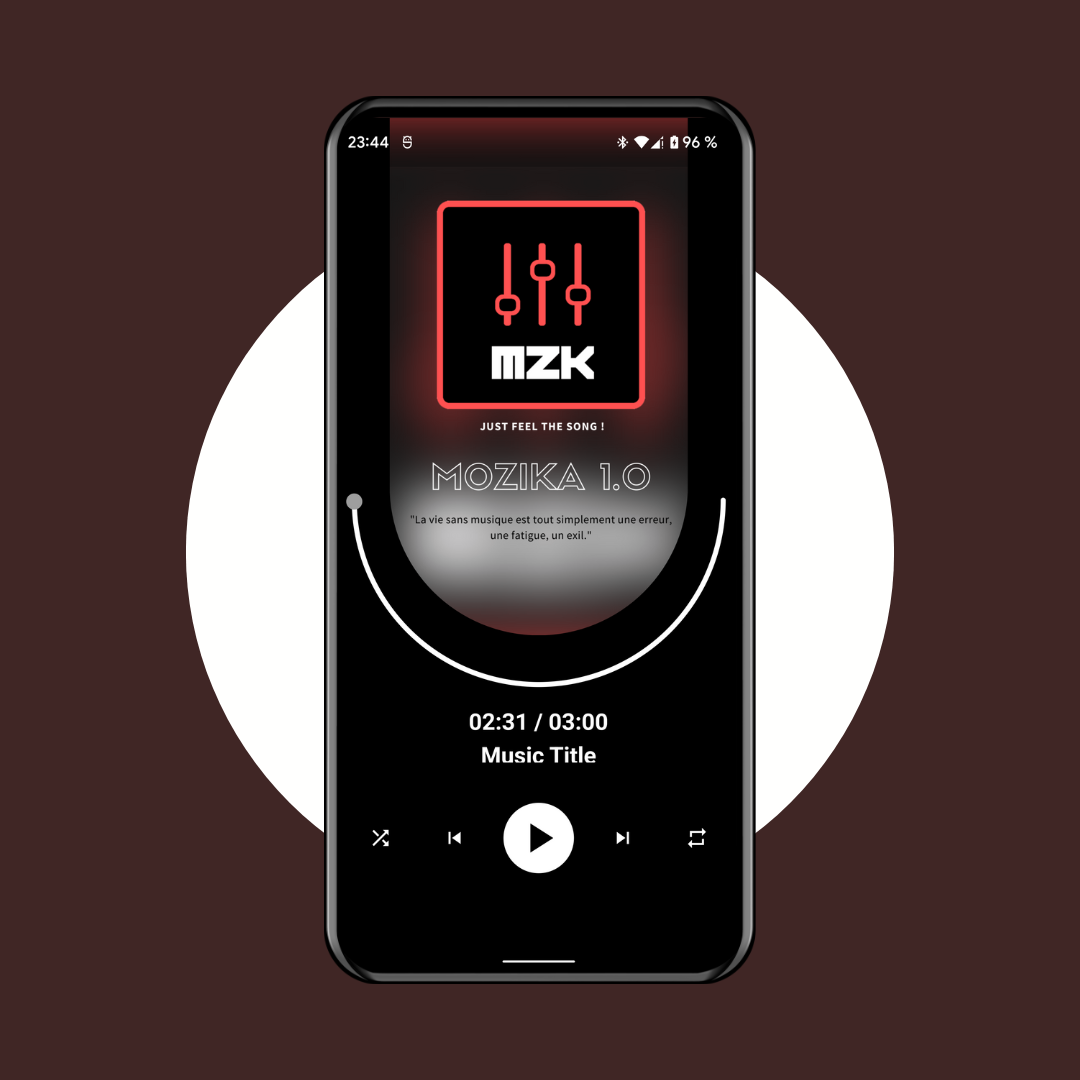 23:44 96 %
MZK
JUST FEEL THE SONG !
MOZIKA 1.0
"La vie sans musique est tout simplement une erreur,
une fatigue, un exil."
02:31 / 03:00
Music Title